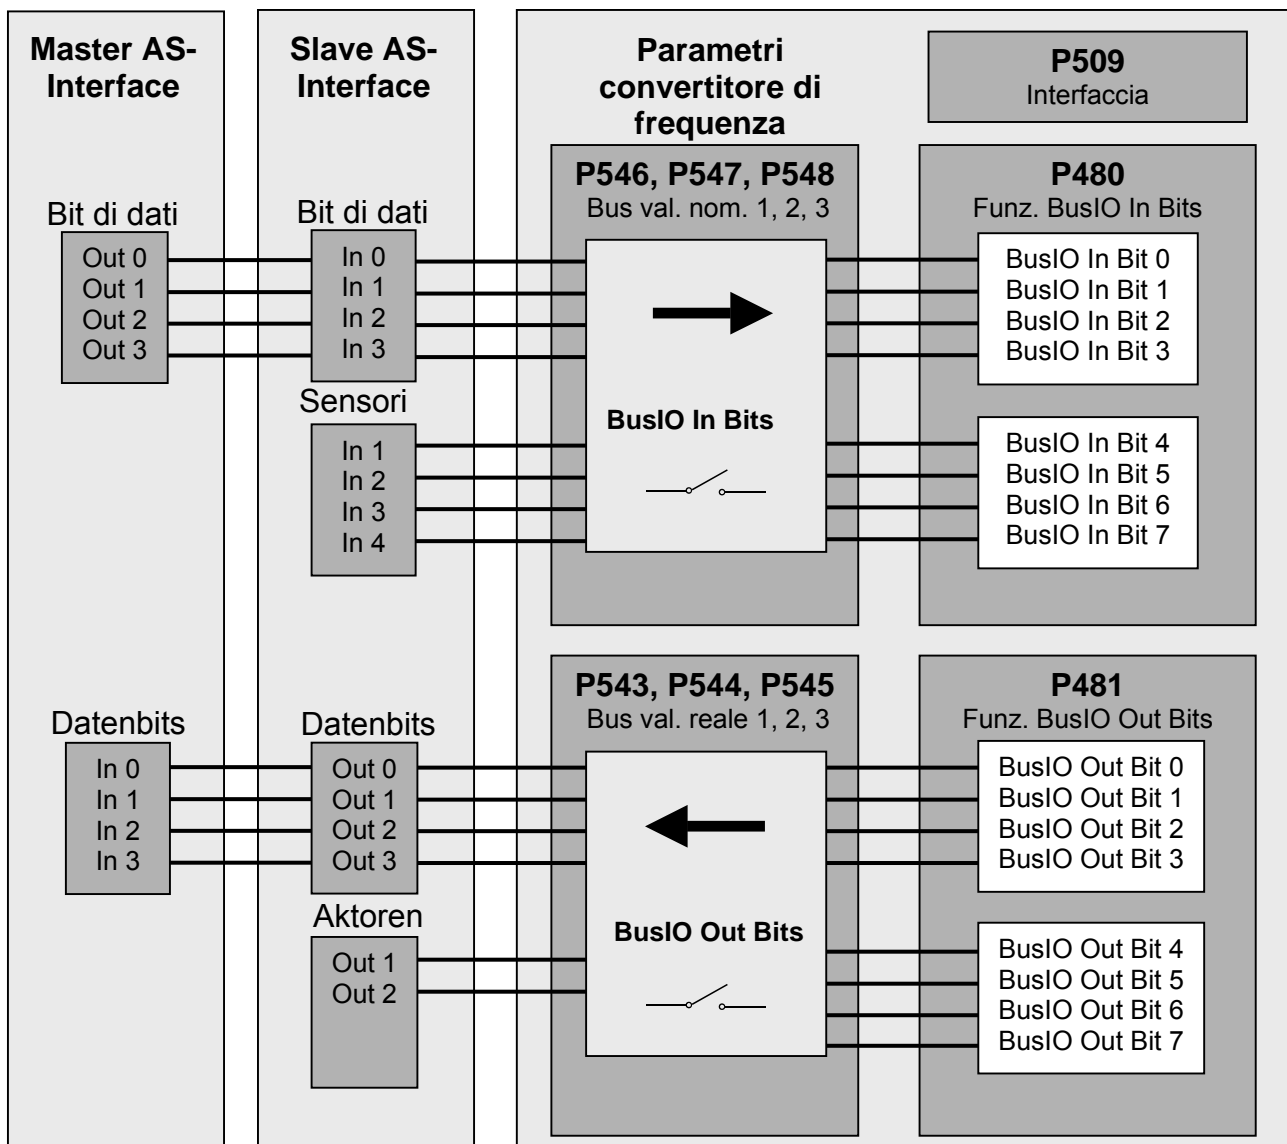 Master AS-
Interface
Slave AS-
Interface
Parametri
convertitore di
frequenza
P509
Interfaccia
Bit di dati
Out 0
Out 1
Out 2
Out 3
Bit di dati
In 0
In 1
In 2
In 3
Sensori
In 1
In 2
In 3
In 4
P546, P547, P548
Bus val. nom. 1, 2, 3
BusIO In Bits
P480
Funz. BusIO In Bits
BusIO In Bit 0
BusIO In Bit 1
BusIO In Bit 2
BusIO In Bit 3
BusIO In Bit 4
BusIO In Bit 5
BusIO In Bit 6
BusIO In Bit 7
Datenbits
In 0
In 1
In 2
In 3
Datenbits
Out 0
Out 1
Out 2
Out 3
Aktoren
Out 1
Out 2
P543, P544, P545
Bus val. reale 1, 2, 3
BusIO Out Bits
P481
Funz. BusIO Out Bits
BusIO Out Bit 0
BusIO Out Bit 1
BusIO Out Bit 2
BusIO Out Bit 3
BusIO Out Bit 4
BusIO Out Bit 5
BusIO Out Bit 6
BusIO Out Bit 7